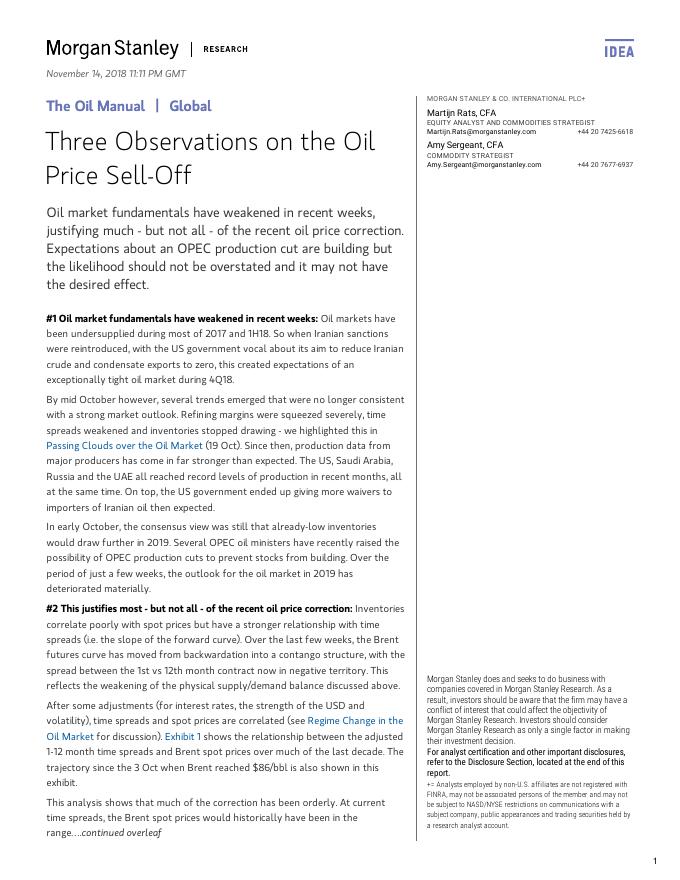 Morgan Stanley | RESEARCH
IDEA
November 14, 2018 11:11 PM GMT
The Oil Manual | Global
Three Observations on the Oil
Price Sell-Off
Oil market fundamentals have weakened in recent weeks,
justifying much - but not all - of the recent oil price correction.
Expectations about an OPEC production cut are building but
the likelihood should not be overstated and it may not have
the desired effect.
#1 Oil market fundamentals have weakened in recent weeks: Oil markets have
been undersupplied during most of 2017 and 1H18. So when Iranian sanctions
were reintroduced, with the US government vocal about its aim to reduce Iranian
crude and condensate exports to zero, this created expectations of an
exceptionally tight oil market during 4Q18.
By mid October however, several trends emerged that were no longer consistent
with a strong market outlook. Refining margins were squeezed severely, time
spreads weakened and inventories stopped drawing - we highlighted this in
Passing Clouds over the Oil Market (19 Oct). Since then, production data from
major producers has come in far stronger than expected. The US, Saudi Arabia,
Russia and the UAE all reached record levels of production in recent months, all
at the same time. On top, the US government ended up giving more waivers to
importers of Iranian oil then expected.
In early October, the consensus view was still that already-low inventories
would draw further in 2019. Several OPEC oil ministers have recently raised the
possibility of OPEC production cuts to prevent stocks from building. Over the
period of just a few weeks, the outlook for the oil market in 2019 has
deteriorated materially.
#2 This justifies most - but not all - of the recent oil price correction: Inventories
correlate poorly with spot prices but have a stronger relationship with time
spreads (i.e. the slope of the forward curve). Over the last few weeks, the Brent
futures curve has moved from backwardation into a contango structure, with the
spread between the 1st vs 12th month contract now in negative territory. This
reflects the weakening of the physical supply/demand balance discussed above.
After some adjustments (for interest rates, the strength of the USD and
volatility), time spreads and spot prices are correlated (see Regime Change in the
Oil Market for discussion). Exhibit 1 shows the relationship between the adjusted
1-12 month time spreads and Brent spot prices over much of the last decade. The
trajectory since the 3 Oct when Brent reached $86/bbl is also shown in this
exhibit.
This analysis shows that much of the correction has been orderly. At current
time spreads, the Brent spot prices would historically have been in the
range....continued overleaf
MORGAN STANLEY & CO. INTERNATIONAL PLC+
Martijn Rats, CFA
EQUITY ANALYST AND COMMODITIES STRATEGIST
Martijn.Rats@morganstanley.com +44 20 7425-6618
Amy Sergeant, CFA
COMMODITY STRATEGIST
Amy.Sergeant@morganstanley.com +44 20 7677-6937
Morgan Stanley does and seeks to do business with
companies covered in Morgan Stanley Research. As a
result, investors should be aware that the firm may have a
conflict of interest that could affect the objectivity of
Morgan Stanley Research. Investors should consider
Morgan Stanley Research as only a single factor in making
their investment decision.
For analyst certification and other important disclosures,
refer to the Disclosure Section, located at the end of this
report.
+= Analysts employed by non-U.S. affiliates are not registered with
FINRA, may not be associated persons of the member and may not
be subject to NASD/NYSE restrictions on communications with a
subject company, public appearances and trading securities held by
a research analyst account.
1